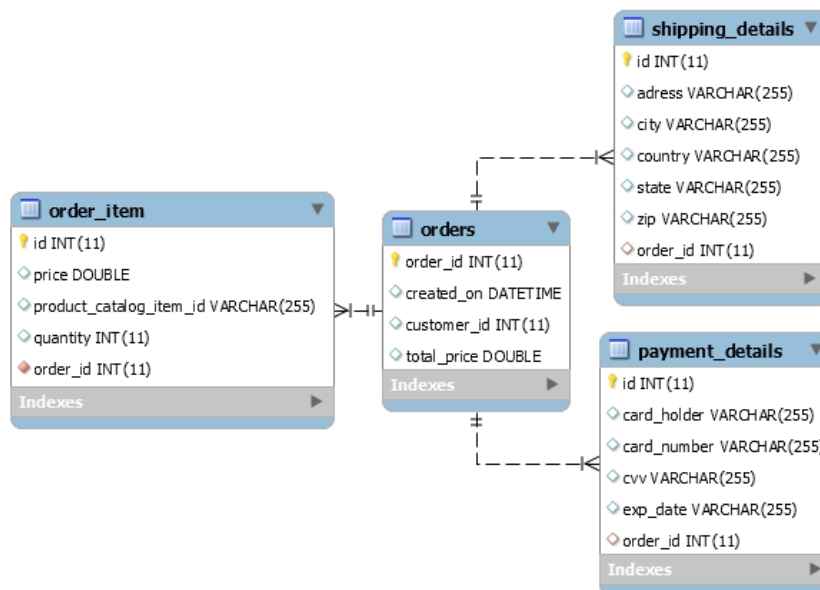 shipping_details
id INT(11)
adress VARCHAR(255)
city VARCHAR(255)
country VARCHAR(255)
state VARCHAR(255)
zip VARCHAR(255)
order_id INT(11)
Indexes
order_item
id INT(11)
price DOUBLE
product_catalog_item_id VARCHAR(255)
quantity INT(11)
order_id INT(11)
Indexes
orders
order_id INT(11)
created_on DATETIME
customer_id INT(11)
total_price DOUBLE
Indexes
payment_details
id INT(11)
card_holder VARCHAR(255)
card_number VARCHAR(255)
cvv VARCHAR(255)
exp_date VARCHAR(255)
order_id INT(11)
Indexes